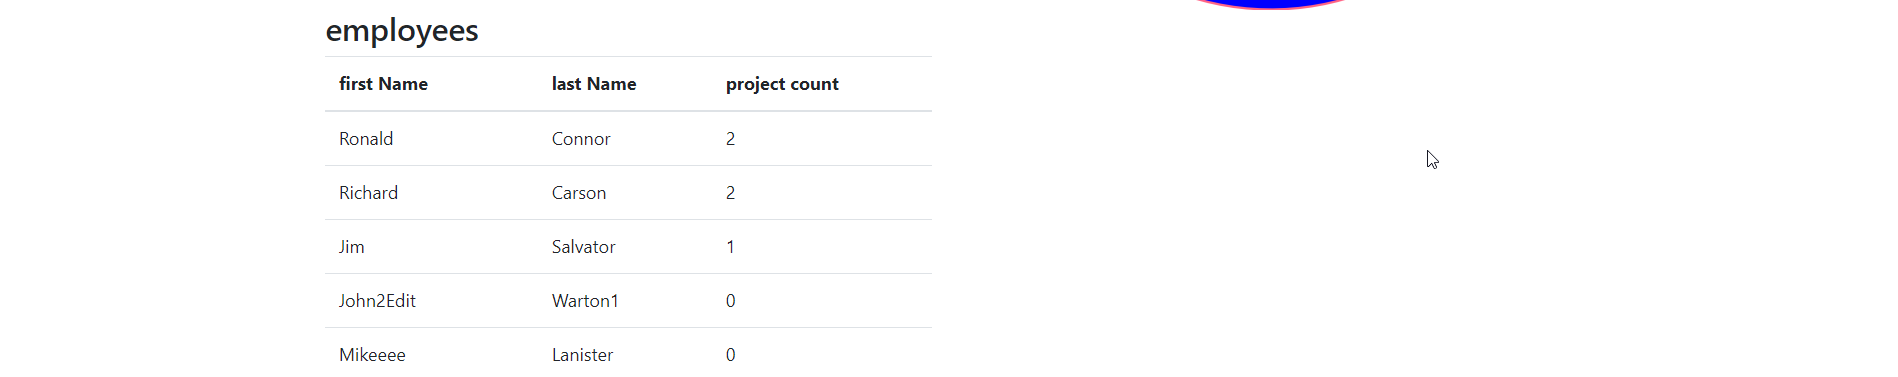 employees
first Name last Name project count
Ronald Connor 2
Richard Carson 2
Jim Salvator 1
John2Edit Warton1 0
Mikeeee Lanister 0